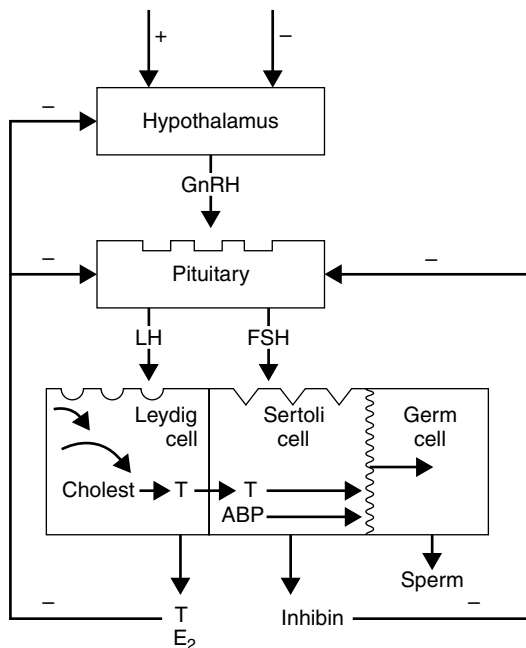 + –
–
Hypothalamus
GnRH
– –
Pituitary
LH FSH
Leydig Sertoli Germ
cell cell cell
Cholest T T
ABP
Sperm
– T Inhibin –
E₂